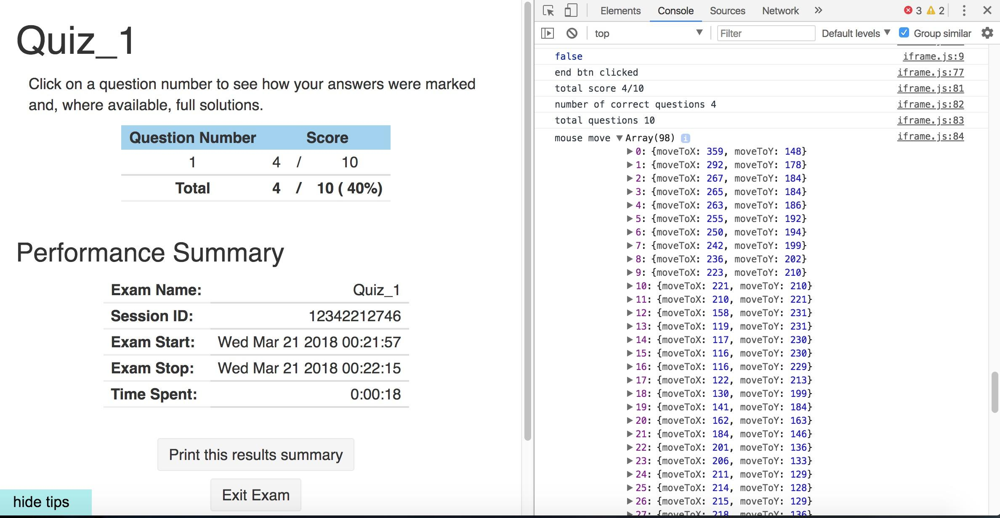 Quiz_1
Click on a question number to see how your answers were marked
and, where available, full solutions.
Question Number Score
1 4 / 10
Total 4 / 10 ( 40%)
Performance Summary
Exam Name: Quiz_1
Session ID: 12342212746
Exam Start: Wed Mar 21 2018 00:21:57
Exam Stop: Wed Mar 21 2018 00:22:15
Time Spent: 0:00:18
Print this results summary
Exit Exam
hide tips
Elements Console Sources Network 3 2
top Filter Default levels Group similar
false iframe.js:9
end btn clicked iframe.js:77
total score 4/10 iframe.js:81
number of correct questions 4 iframe.js:82
total questions 10 iframe.js:83
mouse move ▼Array(98) i iframe.js:84
▶0: {moveToX: 359, moveToY: 148}
▶1: {moveToX: 292, moveToY: 178}
▶2: {moveToX: 267, moveToY: 184}
▶3: {moveToX: 265, moveToY: 184}
▶4: {moveToX: 263, moveToY: 186}
▶5: {moveToX: 255, moveToY: 192}
▶6: {moveToX: 250, moveToY: 194}
▶7: {moveToX: 242, moveToY: 199}
▶8: {moveToX: 236, moveToY: 202}
▶9: {moveToX: 223, moveToY: 210}
▶10: {moveToX: 221, moveToY: 210}
▶11: {moveToX: 210, moveToY: 221}
▶12: {moveToX: 158, moveToY: 231}
▶13: {moveToX: 119, moveToY: 231}
▶14: {moveToX: 117, moveToY: 230}
▶15: {moveToX: 116, moveToY: 230}
▶16: {moveToX: 116, moveToY: 229}
▶17: {moveToX: 122, moveToY: 213}
▶18: {moveToX: 130, moveToY: 199}
▶19: {moveToX: 141, moveToY: 184}
▶20: {moveToX: 162, moveToY: 163}
▶21: {moveToX: 184, moveToY: 146}
▶22: {moveToX: 201, moveToY: 136}
▶23: {moveToX: 206, moveToY: 133}
▶24: {moveToX: 211, moveToY: 129}
▶25: {moveToX: 214, moveToY: 128}
▶26: {moveToX: 215, moveToY: 129}
▶27: {moveToX: 218, moveToY: 136}